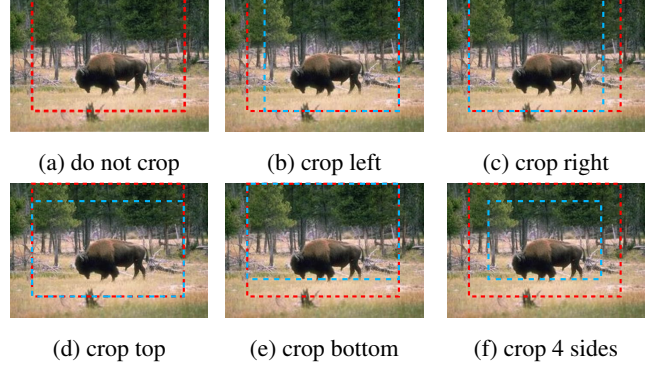 (a) do not crop
(b) crop left
(c) crop right
(d) crop top
(e) crop bottom
(f) crop 4 sides